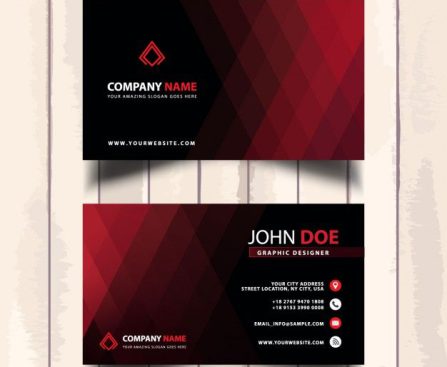 COMPANY NAME
YOUR AMAZING SLOGAN GOES HERE
WWW.YOURWEBSITE.COM
JOHN DOE
GRAPHIC DESIGNER
YOUR CITY ADDRESS
STREET LOCATION, NY CITY, USA
+18 2767 9470 1808
+18 9153 3990 0008
EMAIL_INFO@SAMPLE.COM
WWW.YOURWEBSITE.COM
COMPANY NAME
YOUR AMAZING SLOGAN GOES HERE